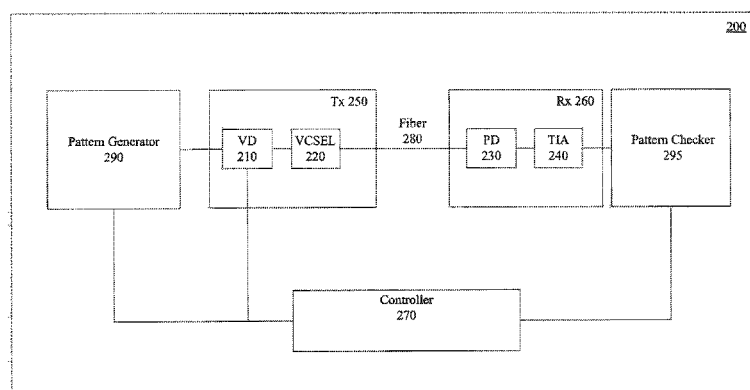 200
Tx 250
Rx 260
Pattern Generator
290
VD
210
VCSEL
220
Fiber
280
PD
230
TIA
240
Pattern Checker
295
Controller
270